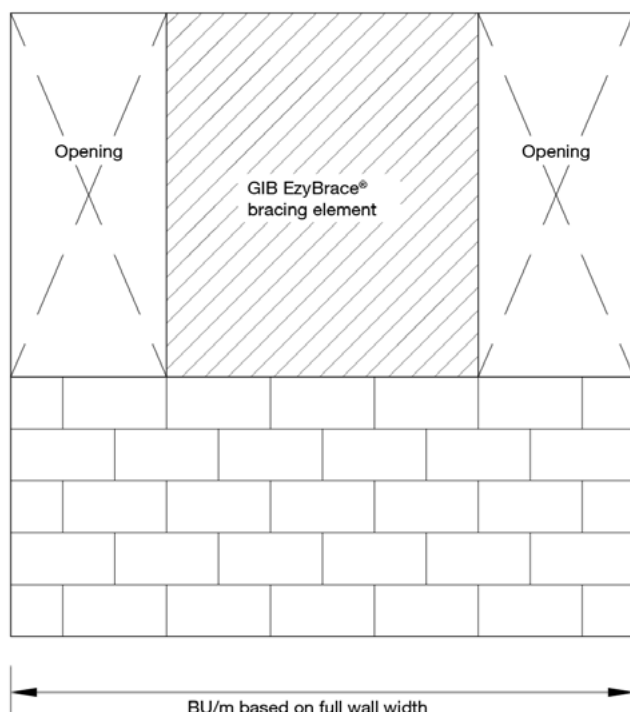 Opening
GIB EzyBrace®
bracing element
Opening
BU/m based on full wall width